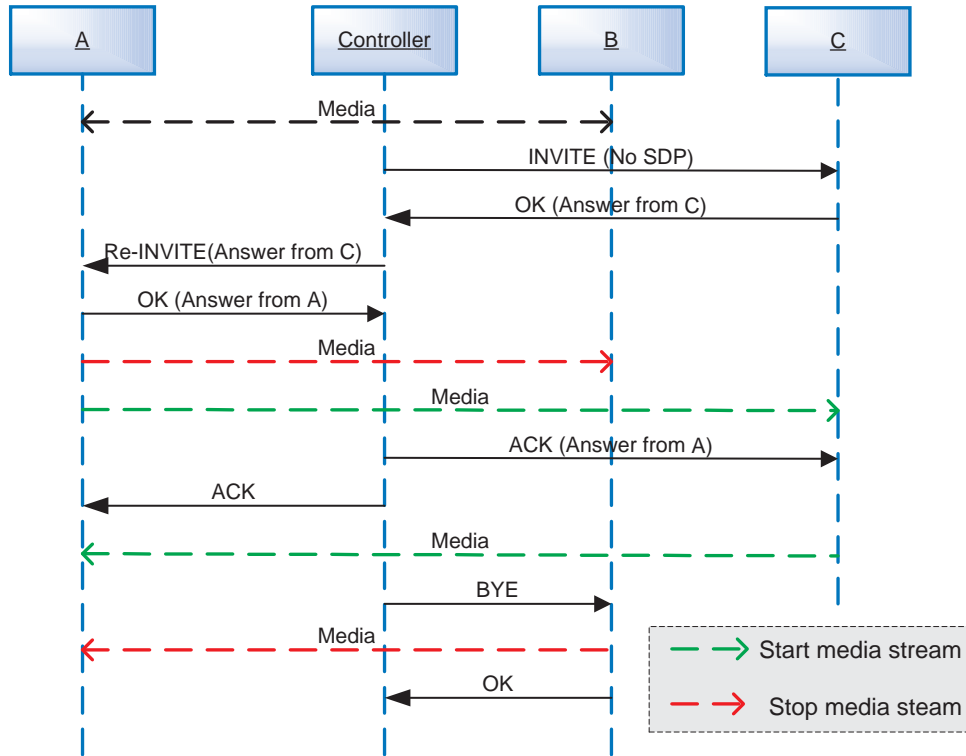 A
Controller
B
C
Media
INVITE (No SDP)
OK (Answer from C)
Re-INVITE(Answer from C)
OK (Answer from A)
Media
Media
ACK (Answer from A)
ACK
Media
BYE
Media
Start media stream
OK
Stop media steam